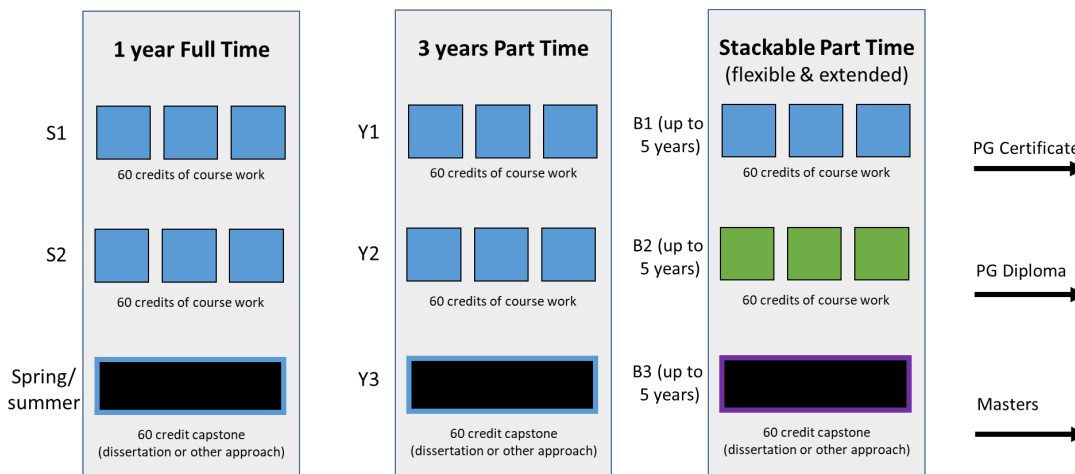 1 year Full Time
3 years Part Time
Stackable Part Time
(flexible & extended)
S1
60 credits of course work
Y1
60 credits of course work
B1 (up to
5 years)
60 credits of course work
PG Certificate
S2
60 credits of course work
Y2
60 credits of course work
B2 (up to
5 years)
60 credits of course work
PG Diploma
Spring/
summer
60 credit capstone
(dissertation or other approach)
Y3
60 credit capstone
(dissertation or other approach)
B3 (up to
5 years)
60 credit capstone
(dissertation or other approach)
Masters